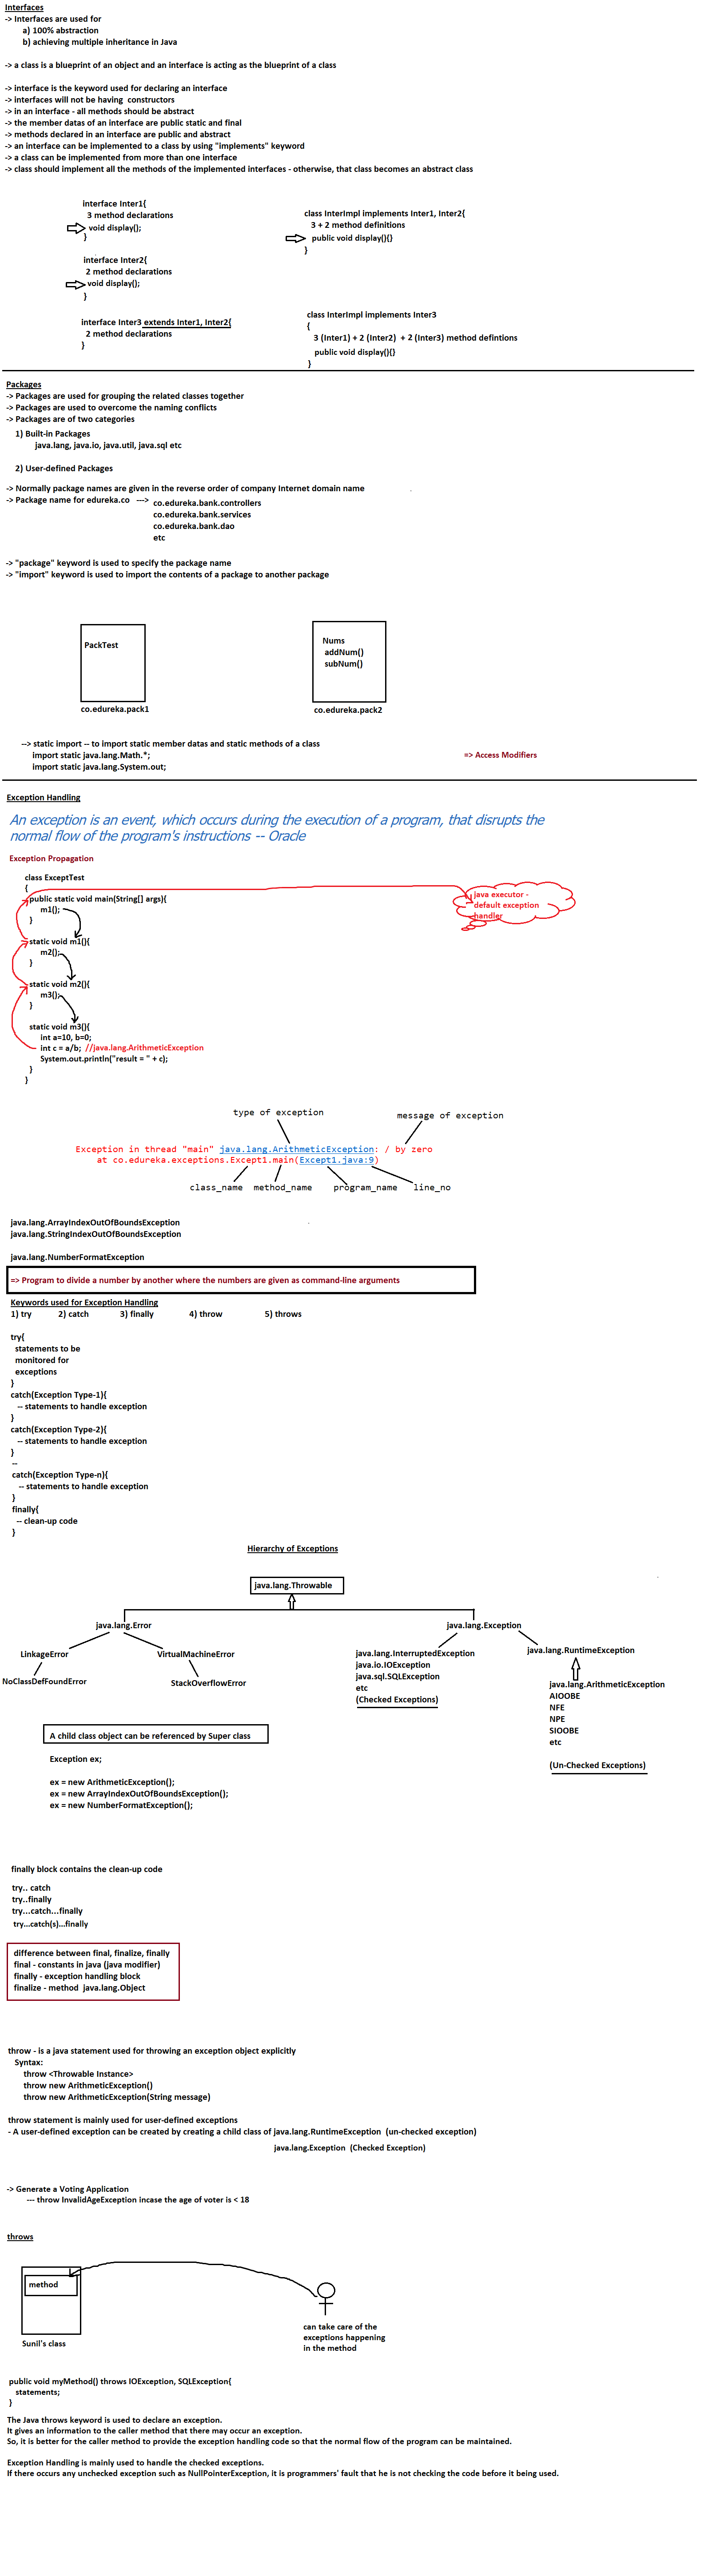 Interfaces
-> Interfaces are used for
a) 100% abstraction
b) achieving multiple inheritance in Java
-> a class is a blueprint of an object and an interface is acting as the blueprint of a class
-> interface is the keyword used for declaring an interface
-> interfaces will not be having constructors
-> in an interface - all methods should be abstract
-> the member datas of an interface are public static and final
-> methods declared in an interface are public and abstract
-> an interface can be implemented to a class by using "implements" keyword
-> a class can be implemented from more than one interface
-> class should implement all the methods of the implemented interfaces - otherwise, that class becomes an abstract class
interface Inter1{
3 method declarations
void display();
}
class InterImpl implements Inter1, Inter2{
3 + 2 method definitions
public void display(){}
}
interface Inter2{
2 method declarations
void display();
}
interface Inter3 extends Inter1, Inter2{
2 method declarations
}
class InterImpl implements Inter3
{
3 (Inter1) + 2 (Inter2) + 2 (Inter3) method defintions
public void display(){}
}
Packages
-> Packages are used for grouping the related classes together
-> Packages are used to overcome the naming conflicts
-> Packages are of two categories
1) Built-in Packages
java.lang, java.io, java.util, java.sql etc
2) User-defined Packages
-> Normally package names are given in the reverse order of company Internet domain name
-> Package name for edureka.co ---> co.edureka.bank.controllers
co.edureka.bank.services
co.edureka.bank.dao
etc
-> "package" keyword is used to specify the package name
-> "import" keyword is used to import the contents of a package to another package
PackTest
co.edureka.pack1
Nums
addNum()
subNum()
co.edureka.pack2
--> static import -- to import static member datas and static methods of a class
import static java.lang.Math.*;
import static java.lang.System.out;
=> Access Modifiers
Exception Handling
An exception is an event, which occurs during the execution of a program, that disrupts the
normal flow of the program's instructions -- Oracle
Exception Propagation
class ExceptTest
{
public static void main(String[] args){
m1();
}
java executor -
default exception
handler
static void m1(){
m2();
}
static void m2(){
m3();
}
static void m3(){
int a=10, b=0;
int c = a/b; //java.lang.ArithmeticException
System.out.println("result = " + c);
}
}
type of exception
message of exception
Exception in thread "main" java.lang.ArithmeticException: / by zero
at co.edureka.exceptions.Except1.main(Except1.java:9)
class_name method_name program_name line_no
java.lang.ArrayIndexOutOfBoundsException
java.lang.StringIndexOutOfBoundsException
java.lang.NumberFormatException
=> Program to divide a number by another where the numbers are given as command-line arguments
Keywords used for Exception Handling
1) try 2) catch 3) finally 4) throw 5) throws
try{
statements to be
monitored for
exceptions
}
catch(Exception Type-1){
-- statements to handle exception
}
catch(Exception Type-2){
-- statements to handle exception
}
--
catch(Exception Type-n){
-- statements to handle exception
}
finally{
-- clean-up code
}
Hierarchy of Exceptions
java.lang.Throwable
java.lang.Error
java.lang.Exception
LinkageError
VirtualMachineError
NoClassDefFoundError
StackOverflowError
java.lang.InterruptedException
java.io.IOException
java.sql.SQLException
etc
(Checked Exceptions)
java.lang.RuntimeException
java.lang.ArithmeticException
AIOOBE
NFE
NPE
SIOOBE
etc
(Un-Checked Exceptions)
A child class object can be referenced by Super class
Exception ex;
ex = new ArithmeticException();
ex = new ArrayIndexOutOfBoundsException();
ex = new NumberFormatException();
finally block contains the clean-up code
try.. catch
try..finally
try...catch...finally
try...catch(s)...finally
difference between final, finalize, finally
final - constants in java (java modifier)
finally - exception handling block
finalize - method java.lang.Object
throw - is a java statement used for throwing an exception object explicitly
Syntax:
throw <Throwable Instance>
throw new ArithmeticException()
throw new ArithmeticException(String message)
throw statement is mainly used for user-defined exceptions
- A user-defined exception can be created by creating a child class of java.lang.RuntimeException (un-checked exception)
java.lang.Exception (Checked Exception)
-> Generate a Voting Application
--- throw InvalidAgeException incase the age of voter is < 18
throws
method
Sunil's class
can take care of the
exceptions happening
in the method
public void myMethod() throws IOException, SQLException{
statements;
}
The Java throws keyword is used to declare an exception.
It gives an information to the caller method that there may occur an exception.
So, it is better for the caller method to provide the exception handling code so that the normal flow of the program can be maintained.
Exception Handling is mainly used to handle the checked exceptions.
If there occurs any unchecked exception such as NullPointerException, it is programmers' fault that he is not checking the code before it being used.